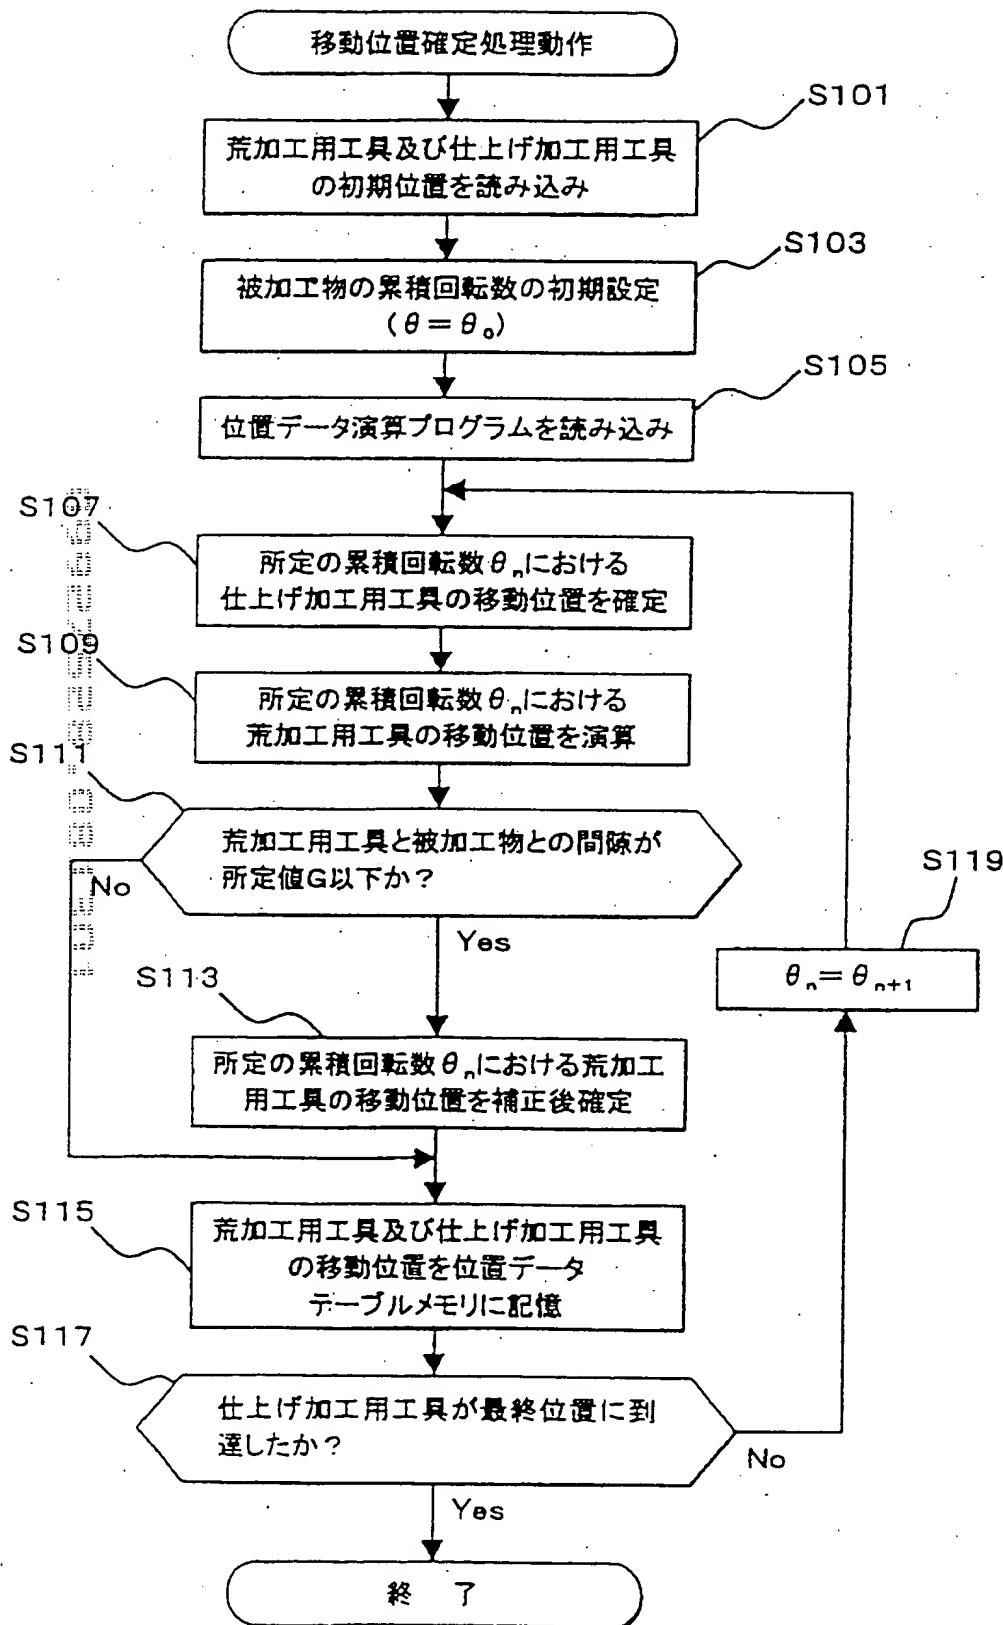 移動位置確定処理動作
S101
荒加工用工具及び仕上げ加工用工具
の初期位置を読み込み
S103
被加工物の累積回転数の初期設定
(θ=θ₀)
S105
位置データ演算プログラムを読み込み
S107
所定の累積回転数θₙにおける
仕上げ加工用工具の移動位置を確定
S109
所定の累積回転数θₙにおける
荒加工用工具の移動位置を演算
S111
荒加工用工具と被加工物との間隙が
所定値G以下か?
No
Yes
S119
θₙ=θₙ₊₁
S113
所定の累積回転数θₙにおける荒加工
用工具の移動位置を補正後確定
S115
荒加工用工具及び仕上げ加工用工具
の移動位置を位置データ
テーブルメモリに記憶
S117
仕上げ加工用工具が最終位置に到
達したか?
No
Yes
終 了